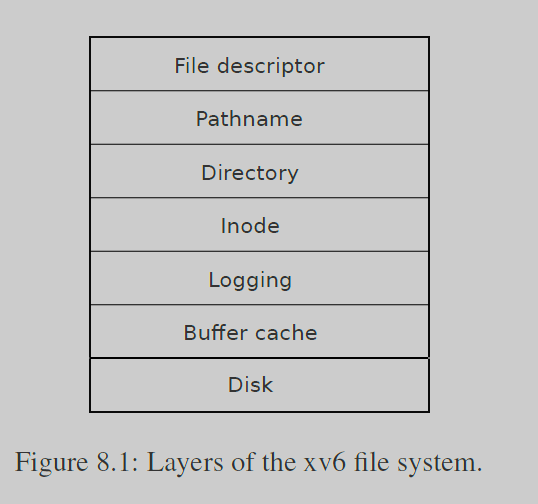 File descriptor
Pathname
Directory
Inode
Logging
Buffer cache
Disk
Figure 8.1: Layers of the xv6 file system.